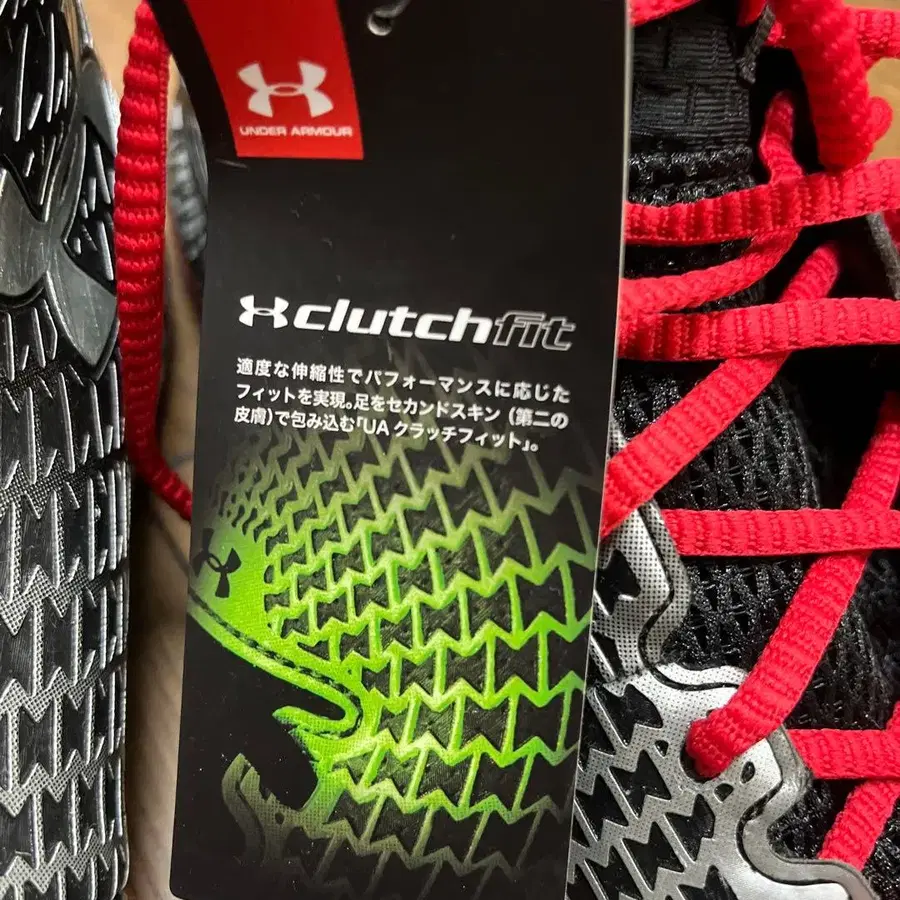 UNDER ARMOUR
clutchfit
適度な伸縮性でパフォーマンスに応じた
フィットを実現。足をセカンドスキン（第二の
皮膚）で包み込む「UA クラッチフィット」。